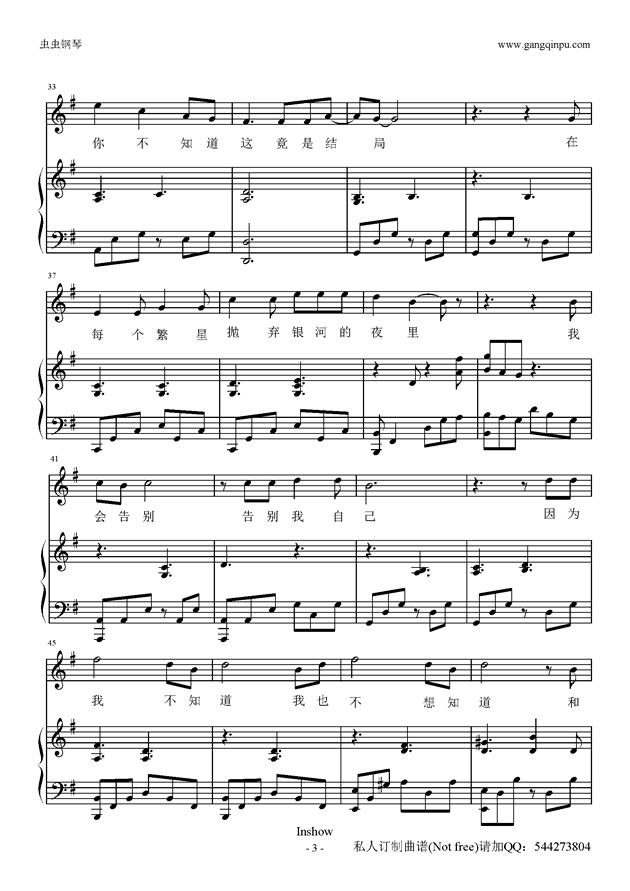 虫虫钢琴 www.gangqinpu.com
33
你 不 知 道 这 竟 是 结 局 在
37
每 个 繁 星 抛 弃 银 河 的 夜 里 我
41
会 告 别 告 别 我 自 己 因 为
45
我 不 知 道 我 也 不 想 知 道 和
Inshow
- 3 - 私人订制曲谱(Not free)请加QQ：544273804